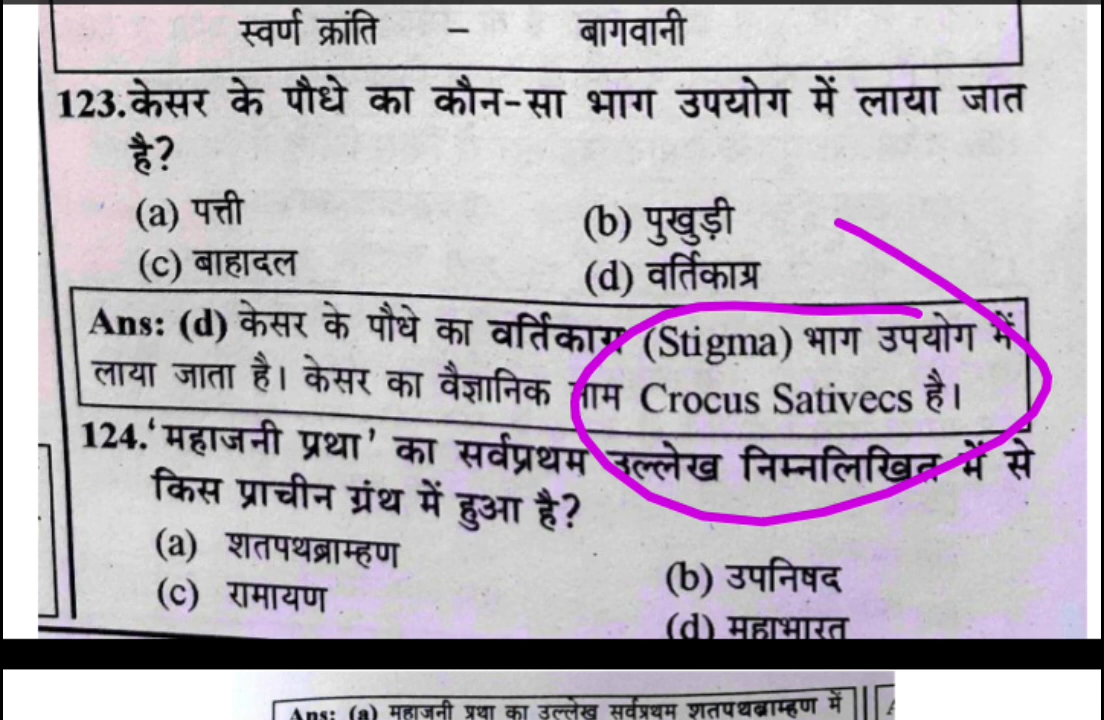 स्वर्ण क्रांति – बागवानी
123.केसर के पौधे का कौन-सा भाग उपयोग में लाया जात
है?
(a) पत्ती (b) पुखुड़ी
(c) बाहादल (d) वर्तिकाग्र
Ans: (d) केसर के पौधे का वर्तिकाग्र (Stigma) भाग उपयोग में
लाया जाता है। केसर का वैज्ञानिक नाम Crocus Sativecs है।
124.‘महाजनी प्रथा’ का सर्वप्रथम उल्लेख निम्नलिखित में से
किस प्राचीन ग्रंथ में हुआ है?
(a) शतपथब्राम्हण (b) उपनिषद
(c) रामायण (d) महाभारत
Ans: (a) महाजनी प्रथा का उल्लेख सर्वप्रथम शतपथब्राम्हण में